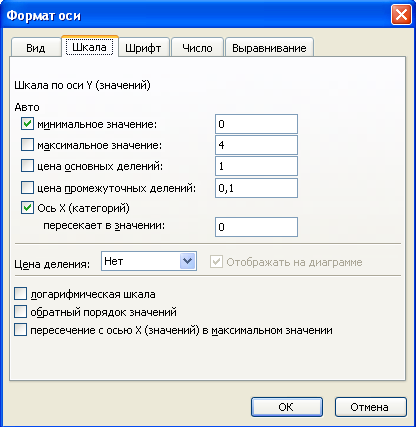 Формат оси
Вид Шкала Шрифт Число Выравнивание
Шкала по оси Y (значений)
Авто
минимальное значение: 0
максимальное значение: 4
цена основных делений: 1
цена промежуточных делений: 0,1
Ось X (категорий)
пересекает в значении: 0
Цена деления: Нет Отображать на диаграмме
логарифмическая шкала
обратный порядок значений
пересечение с осью X (значений) в максимальном значении
ОК Отмена